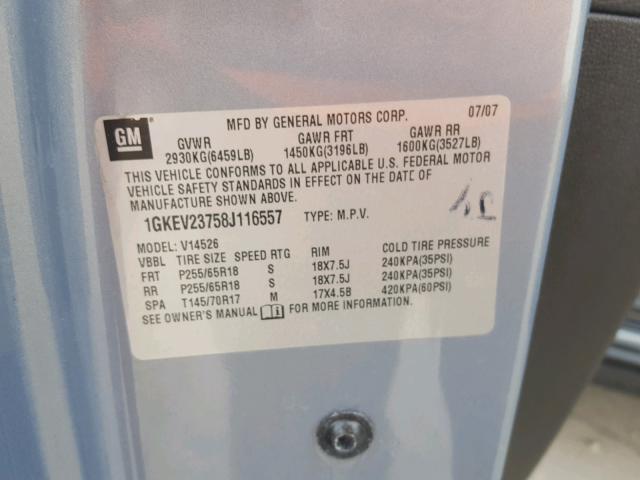 GM
MFD BY GENERAL MOTORS CORP. 07/07
GVWR GAWR FRT GAWR RR
2930KG(6459LB) 1450KG(3196LB) 1600KG(3527LB)
THIS VEHICLE CONFORMS TO ALL APPLICABLE U.S. FEDERAL MOTOR
VEHICLE SAFETY STANDARDS IN EFFECT ON THE DATE OF
MANUFACTURE SHOWN ABOVE.
1GKEV23758J116557 TYPE: M.P.V.
MODEL: V14526
VBBL TIRE SIZE SPEED RTG RIM COLD TIRE PRESSURE
FRT P255/65R18 S 18X7.5J 240KPA(35PSI)
RR P255/65R18 S 18X7.5J 240KPA(35PSI)
SPA T145/70R17 M 17X4.5B 420KPA(60PSI)
SEE OWNER'S MANUAL FOR MORE INFORMATION.